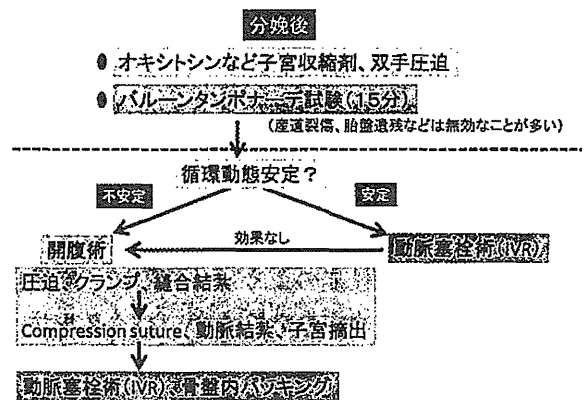 分娩後
オキシトシンなど子宮収縮剤、双手圧迫
バルーンタンポナーデ試験(15分)
(産道裂傷、胎盤遺残などは無効なことが多い)
循環動態安定?
不安定
安定
開腹術
効果なし
動脈塞栓術(IVR)
圧迫、クランプ、縫合結紮
Compression suture、動脈結紮、子宮摘出
動脈塞栓術(IVR)、骨盤内パッキング